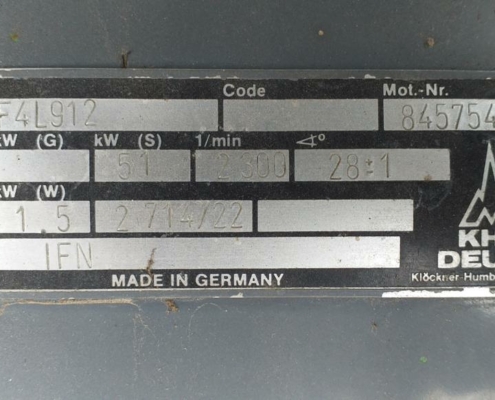 Code Mot.-Nr.
F4L912 845754
kW (G) kW (S) 1/min ∢°
51 2300 28±1
kW (W)
1.5 2/714/22
IFN
KH
DEU
Klöckner-Humb
MADE IN GERMANY